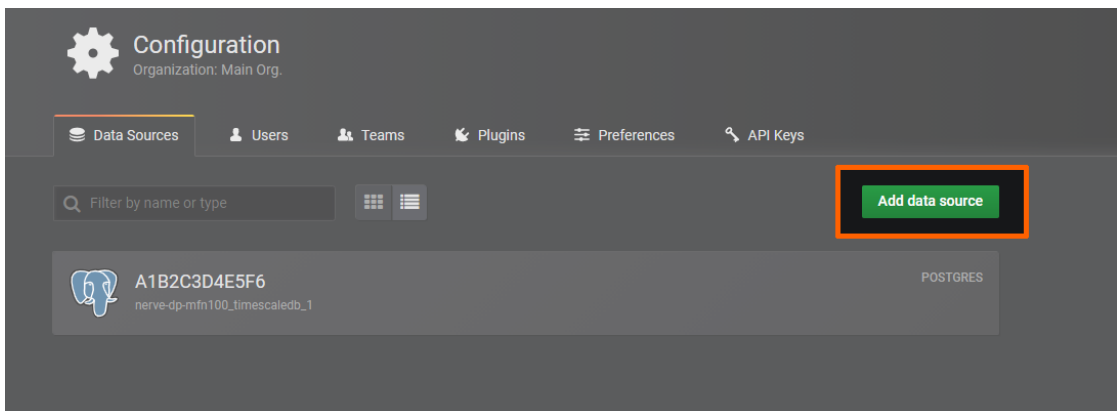 Configuration
Organization: Main Org.
Data Sources Users Teams Plugins Preferences API Keys
Filter by name or type
Add data source
A1B2C3D4E5F6
POSTGRES
nerve-dp-mfn100_timescaledb_1